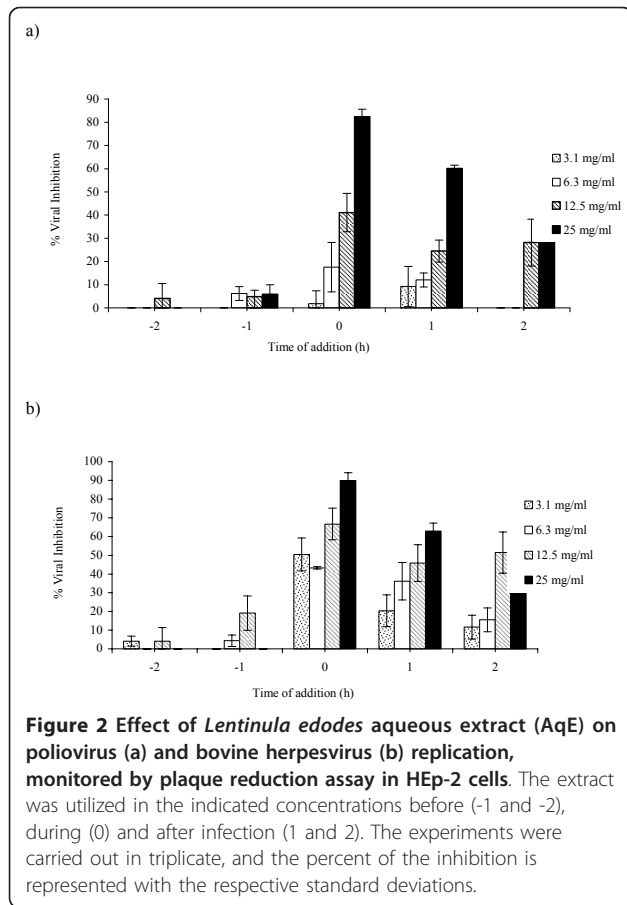 a)
90
80
70
60
50
40
30
20
10
0
% Viral Inhibition
-2 -1 0 1 2
Time of addition (h)
3.1 mg/ml
6.3 mg/ml
12.5 mg/ml
25 mg/ml
b)
100
90
80
70
60
50
40
30
20
10
0
% Viral Inhibition
-2 -1 0 1 2
Time of addition (h)
3.1 mg/ml
6.3 mg/ml
12.5 mg/ml
25 mg/ml
Figure 2 Effect of Lentinula edodes aqueous extract (AqE) on
poliovirus (a) and bovine herpesvirus (b) replication,
monitored by plaque reduction assay in HEp-2 cells. The extract
was utilized in the indicated concentrations before (-1 and -2),
during (0) and after infection (1 and 2). The experiments were
carried out in triplicate, and the percent of the inhibition is
represented with the respective standard deviations.